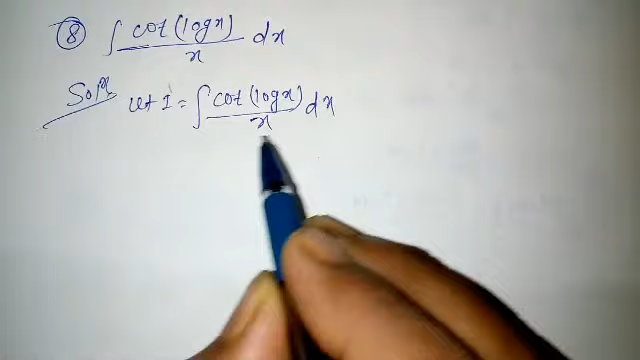 ⑧ ∫ cot (log x) / x dx
Solⁿ let I = ∫ cot (log x) / x dx